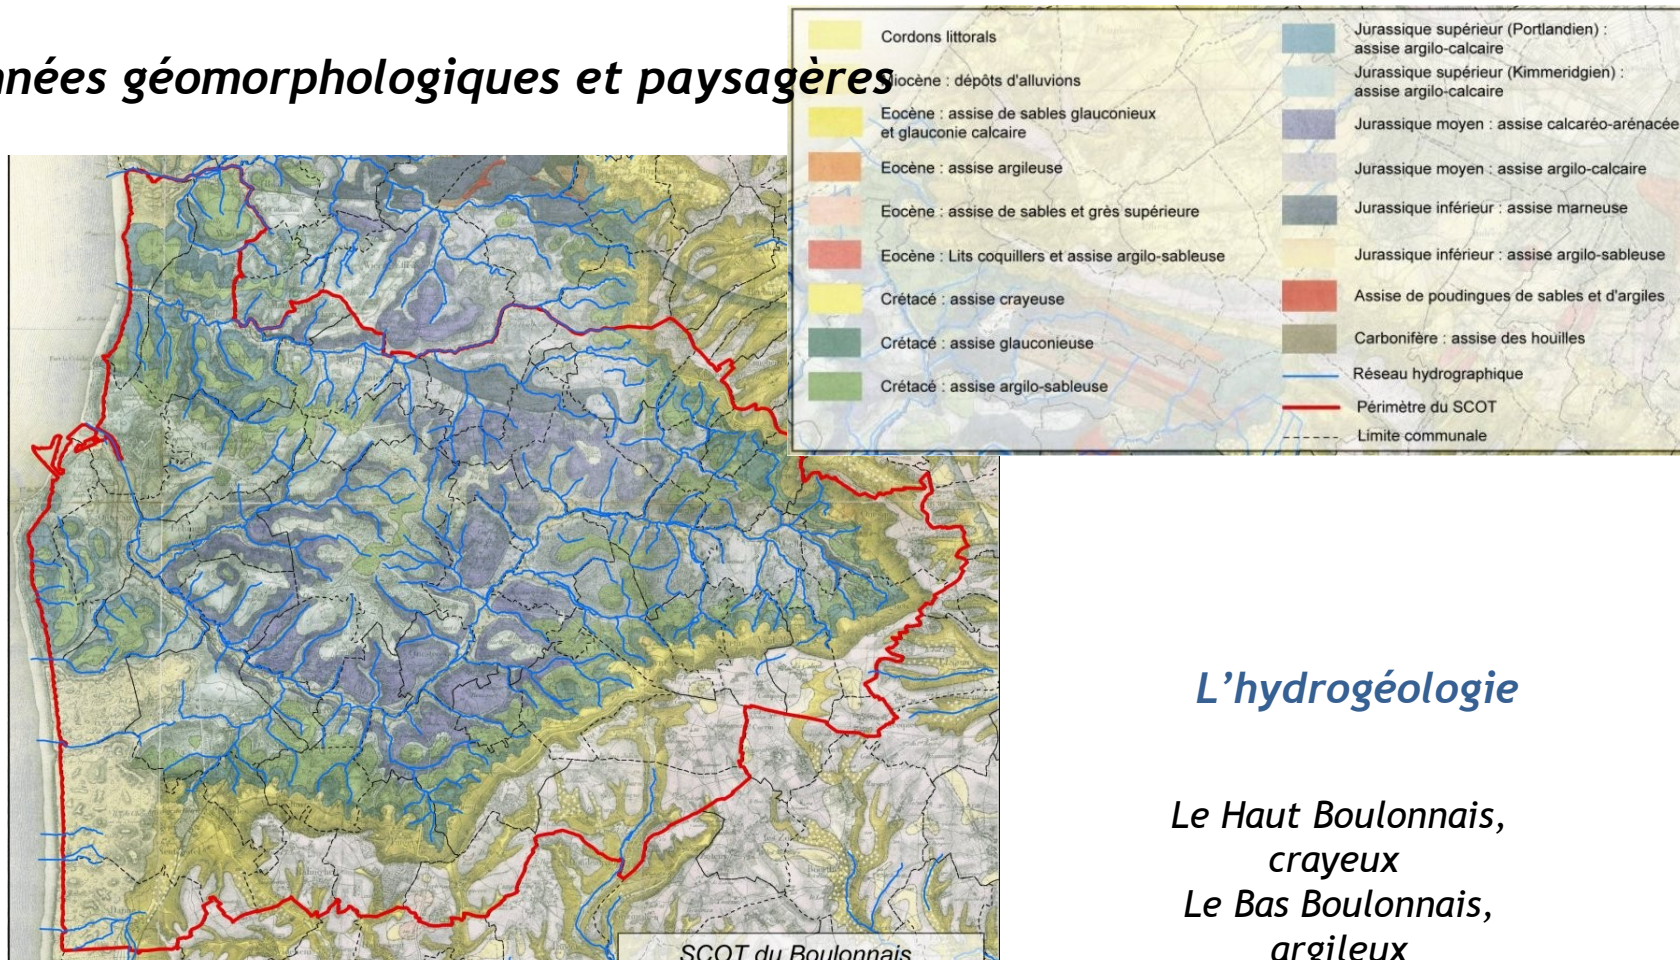 nnées géomorphologiques et paysagères
Cordons littorals
Miocène : dépôts d'alluvions
Eocène : assise de sables glauconieux
et glauconie calcaire
Eocène : assise argileuse
Eocène : assise de sables et grès supérieure
Eocène : Lits coquillers et assise argilo-sableuse
Crétacé : assise crayeuse
Crétacé : assise glauconieuse
Crétacé : assise argilo-sableuse
Jurassique supérieur (Portlandien) :
assise argilo-calcaire
Jurassique supérieur (Kimmeridgien) :
assise argilo-calcaire
Jurassique moyen : assise calcaréo-arénacée
Jurassique moyen : assise argilo-calcaire
Jurassique inférieur : assise marneuse
Jurassique inférieur : assise argilo-sableuse
Assise de poudingues de sables et d'argiles
Carbonifère : assise des houilles
Réseau hydrographique
Périmètre du SCOT
Limite communale
L'hydrogéologie
Le Haut Boulonnais,
crayeux
Le Bas Boulonnais,
argileux
SCOT du Boulonnais